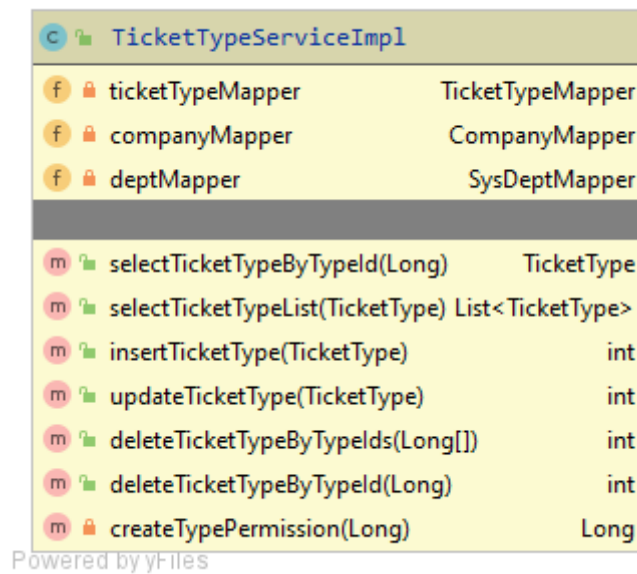 C TicketTypeServiceImpl
f ticketTypeMapper TicketTypeMapper
f companyMapper CompanyMapper
f deptMapper SysDeptMapper
m selectTicketTypeByTypeId(Long) TicketType
m selectTicketTypeList(TicketType) List<TicketType>
m insertTicketType(TicketType) int
m updateTicketType(TicketType) int
m deleteTicketTypeByTypeIds(Long[]) int
m deleteTicketTypeByTypeId(Long) int
m createTypePermission(Long) Long
Powered by yFiles